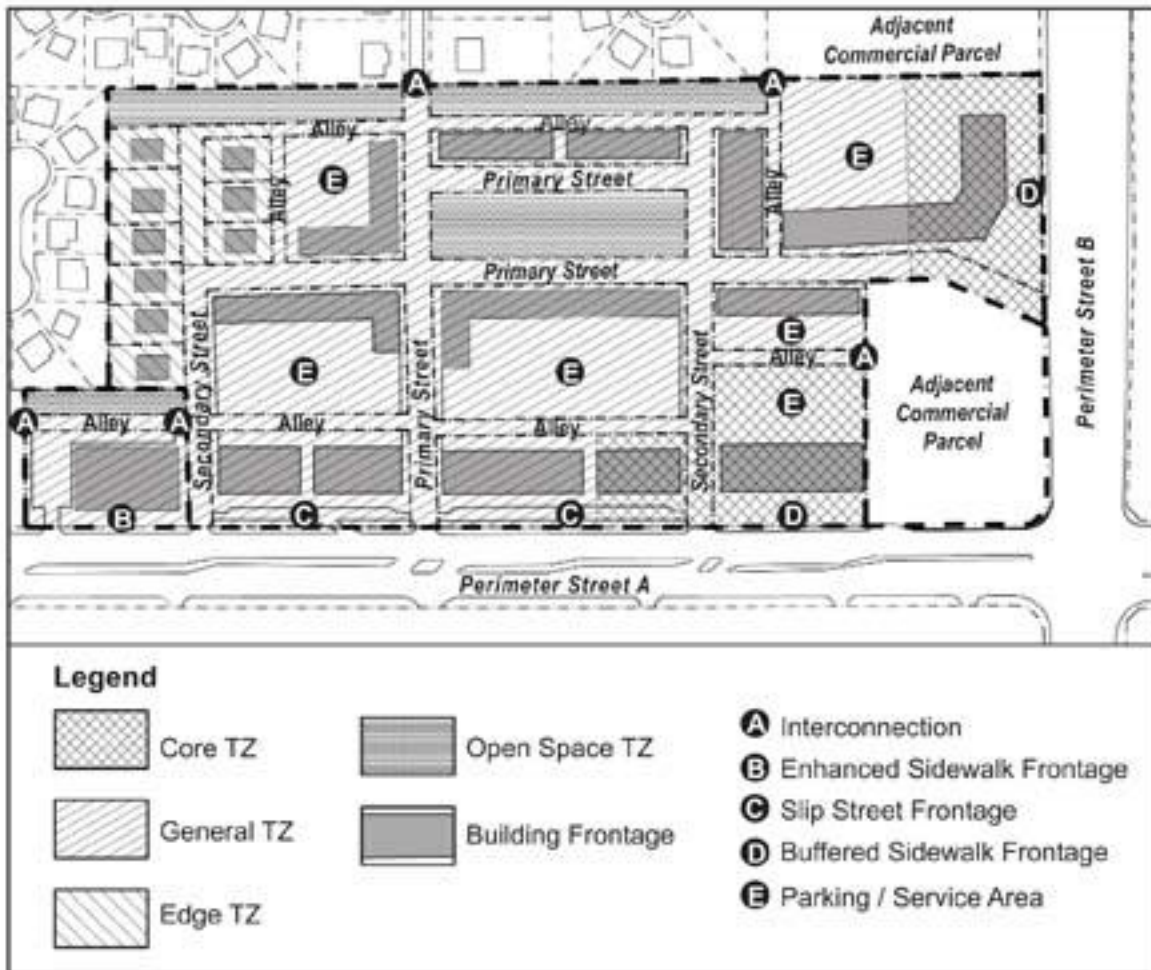 Adjacent
Commercial Parcel
A
A
Alley
Alley
E
E
Primary Street
Alley
Alley
D
Primary Street
Perimeter Street B
Secondary Street
Primary Street
Secondary Street
E
E
E
Alley
A
E
Adjacent
Commercial
Parcel
A
Alley
A
Alley
Alley
B
C
C
D
Perimeter Street A
Legend
Core TZ
General TZ
Edge TZ
Open Space TZ
Building Frontage
A Interconnection
B Enhanced Sidewalk Frontage
C Slip Street Frontage
D Buffered Sidewalk Frontage
E Parking / Service Area